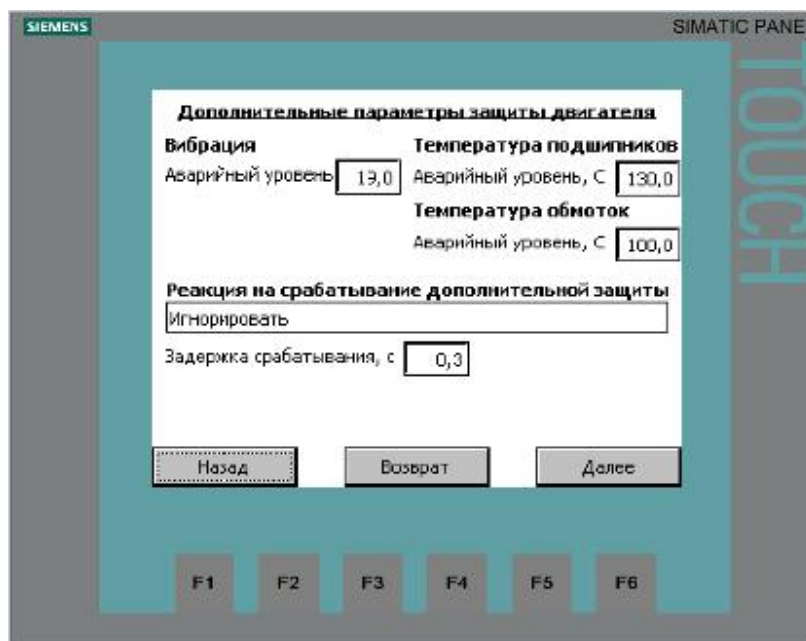 SIEMENS
SIMATIC PANE
TOUCH
Дополнительные параметры защиты двигателя
Вибрация
Температура подшипников
Аварийный уровень 19,0
Аварийный уровень, С 130,0
Температура обмоток
Аварийный уровень, С 100,0
Реакция на срабатывание дополнительной защиты
Игнорировать
Задержка срабатывания, с 0,3
Назад Возврат Далее
F1 F2 F3 F4 F5 F6